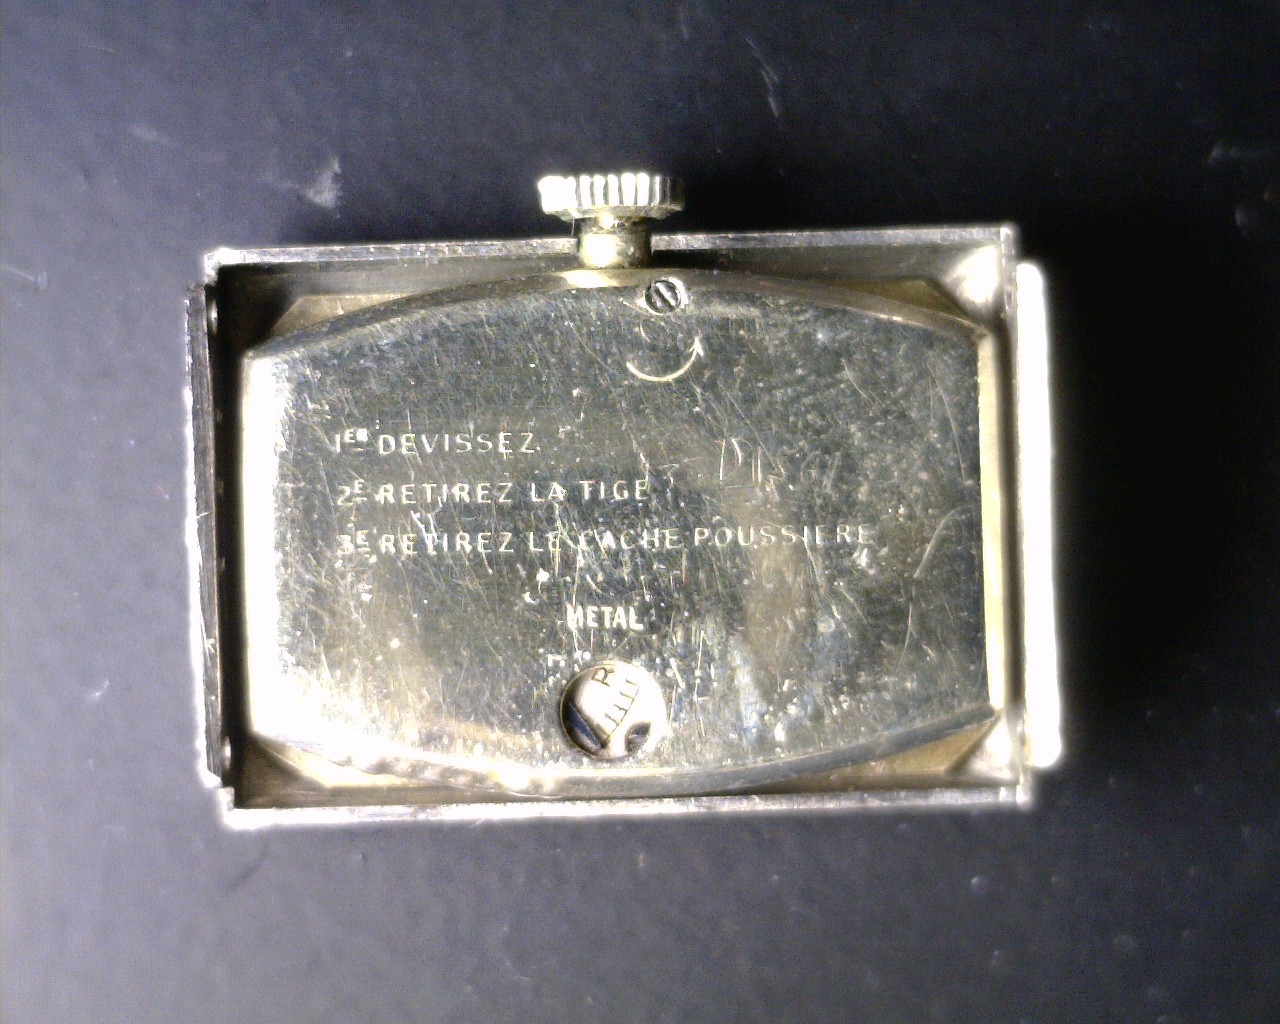 1ER DEVISSEZ.
2E RETIREZ LA TIGE
3E RETIREZ LE CACHE POUSSIERE
METAL
R